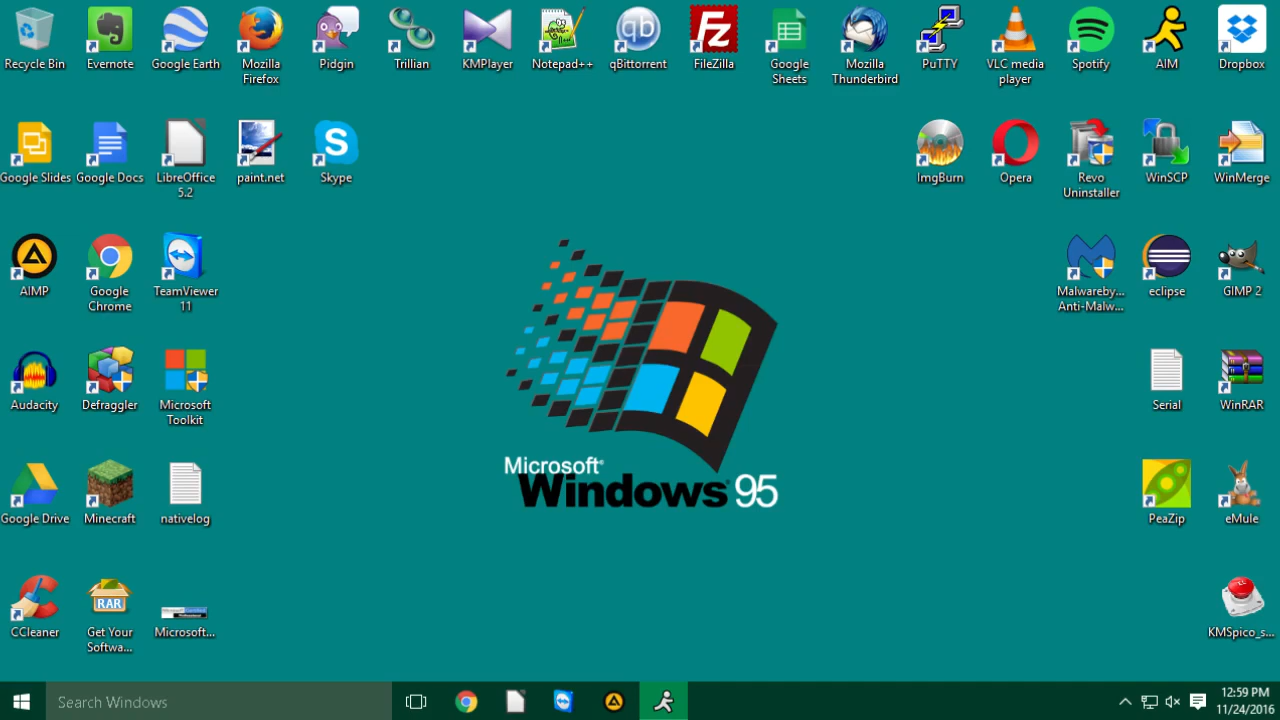 Recycle Bin
Evernote
Google Earth
Mozilla
Firefox
Pidgin
Trillian
KMPlayer
Notepad++
qBittorrent
FileZilla
Google
Sheets
Mozilla
Thunderbird
PuTTY
VLC media
player
Spotify
AIM
Dropbox
Google Slides
Google Docs
LibreOffice
5.2
paint.net
Skype
ImgBurn
Opera
Revo
Uninstaller
WinSCP
WinMerge
AIMP
Google
Chrome
TeamViewer
11
Malwareby...
Anti-Malw...
eclipse
GIMP 2
Audacity
Defraggler
Microsoft
Toolkit
Serial
WinRAR
Microsoft®
Windows 95
Google Drive
Minecraft
nativelog
PeaZip
eMule
RAR
CCleaner
Get Your
Softwa...
Microsoft...
KMSpico_s...
Search Windows
12:59 PM
11/24/2016